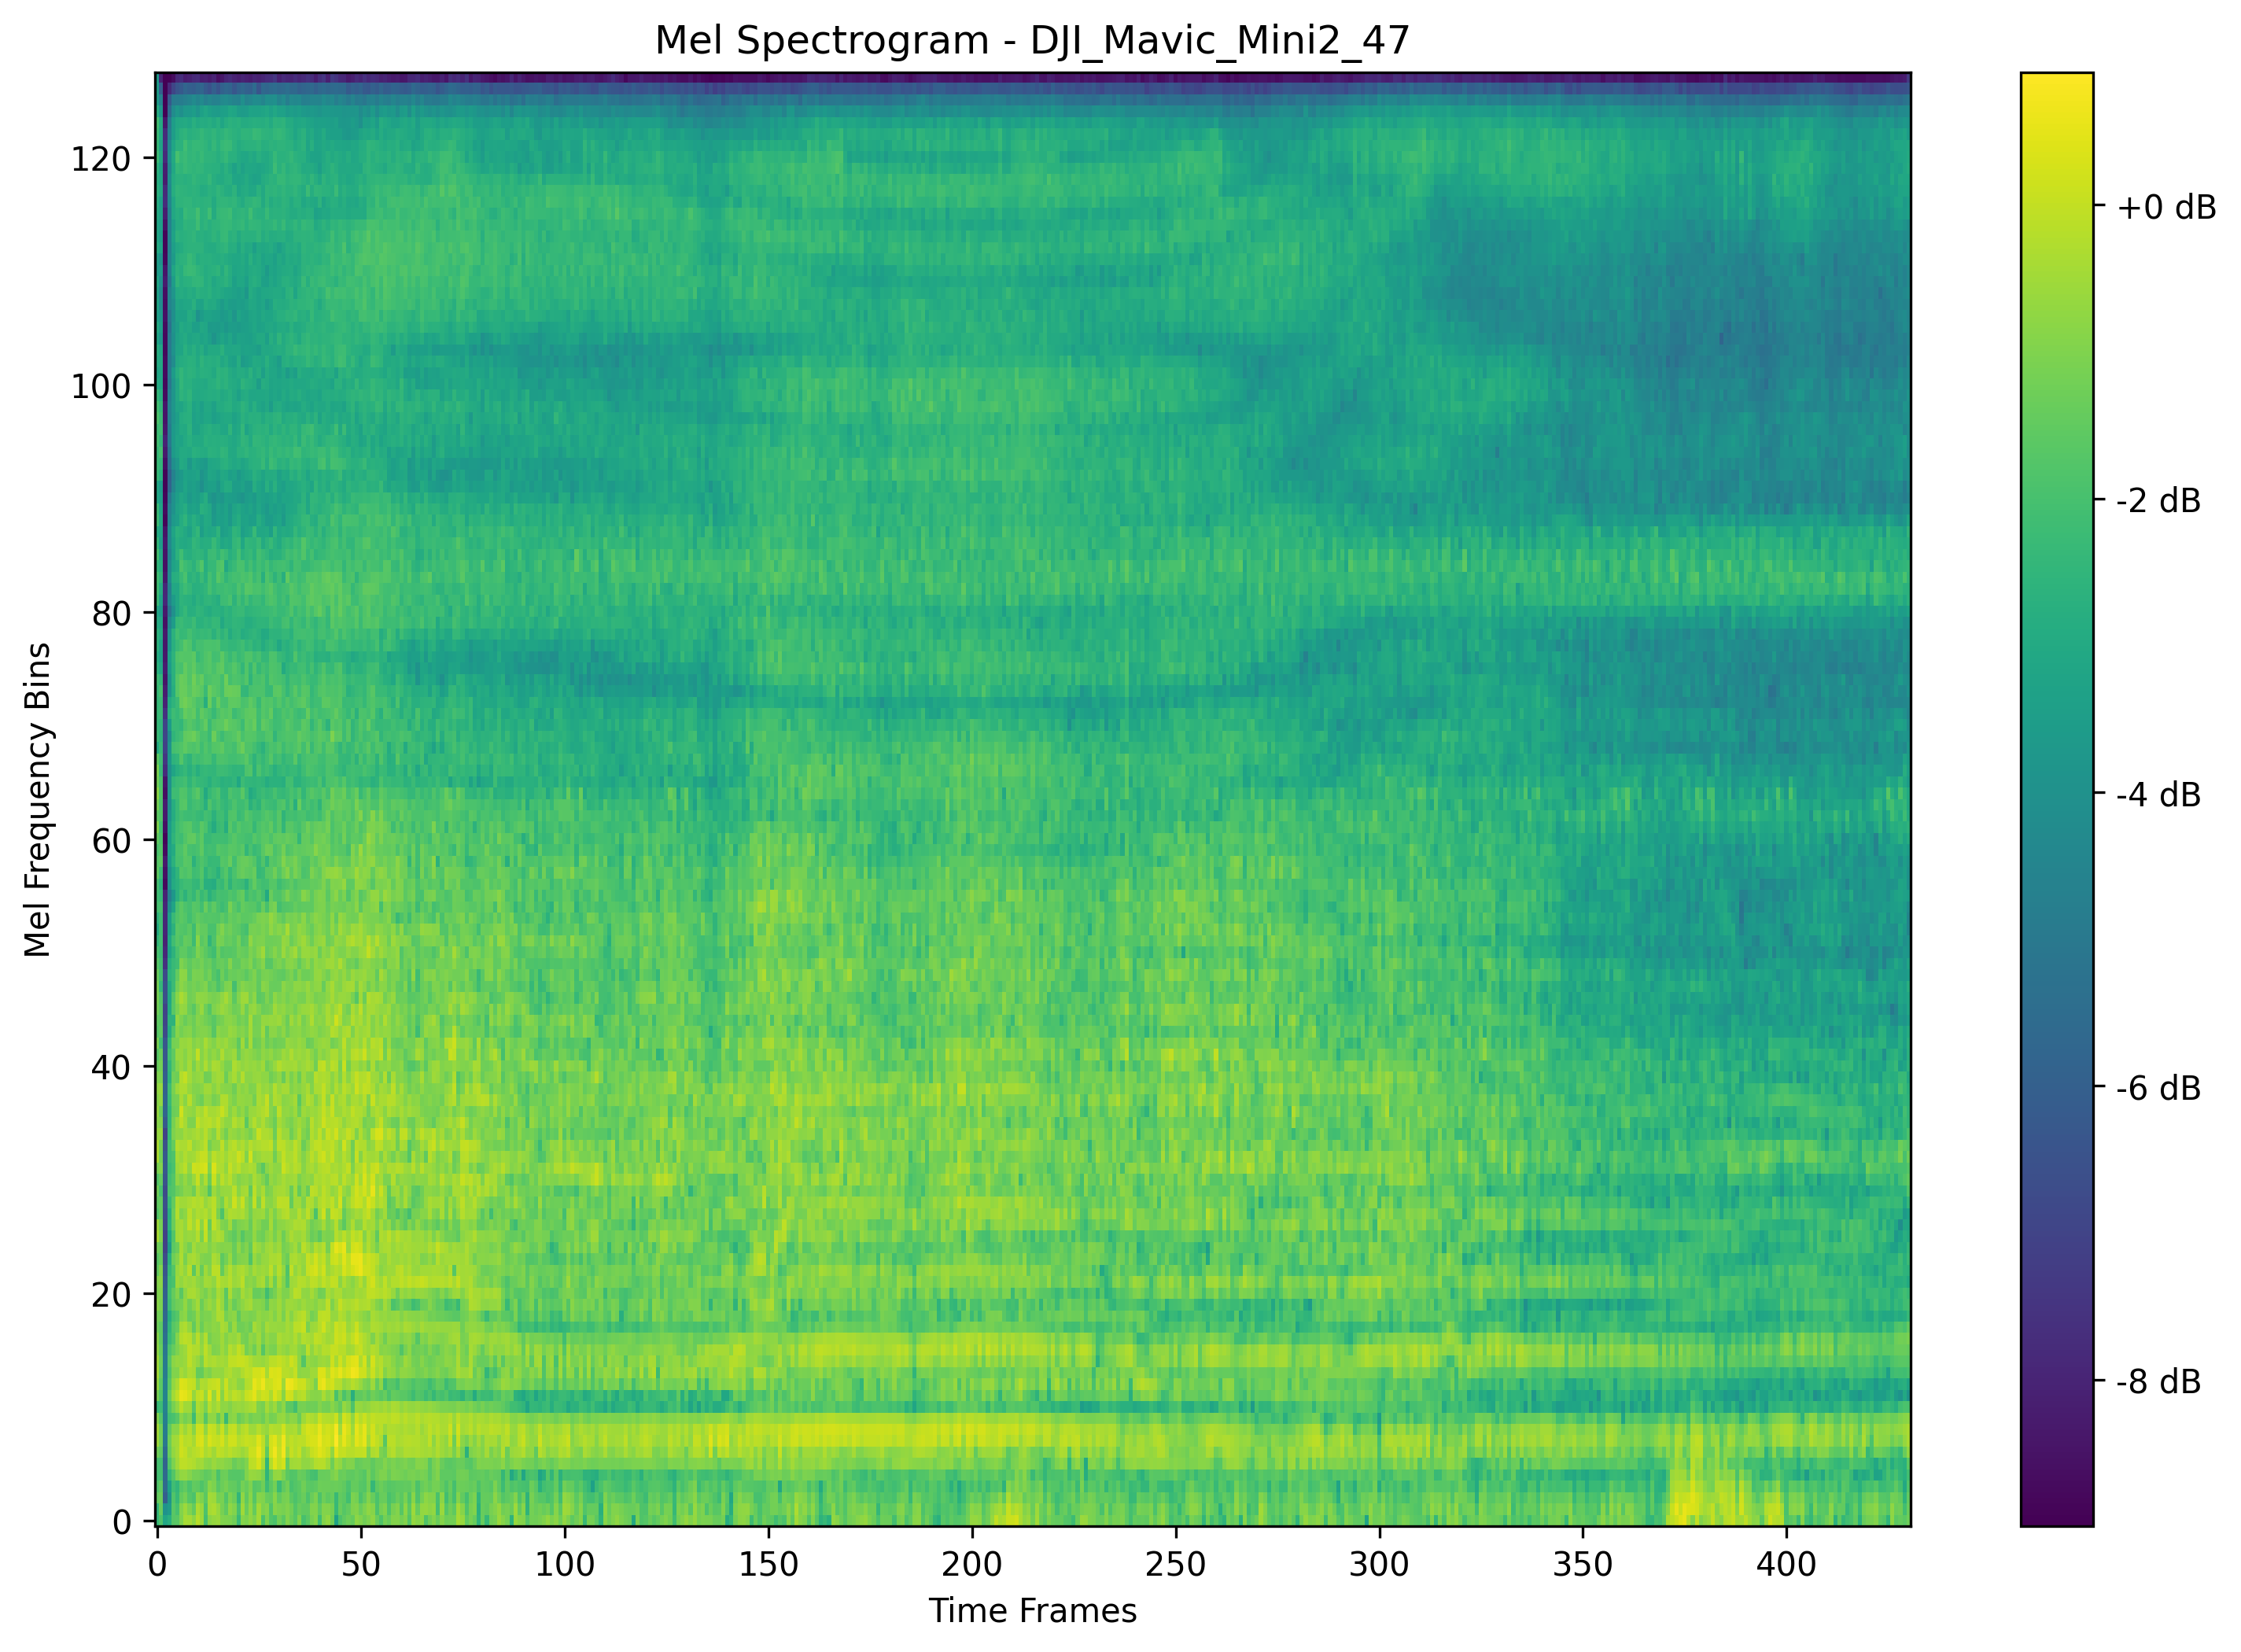 Mel Spectrogram - DJI_Mavic_Mini2_47
Mel Frequency Bins
120
100
80
60
40
20
0
0 50 100 150 200 250 300 350 400
Time Frames
+0 dB
-2 dB
-4 dB
-6 dB
-8 dB